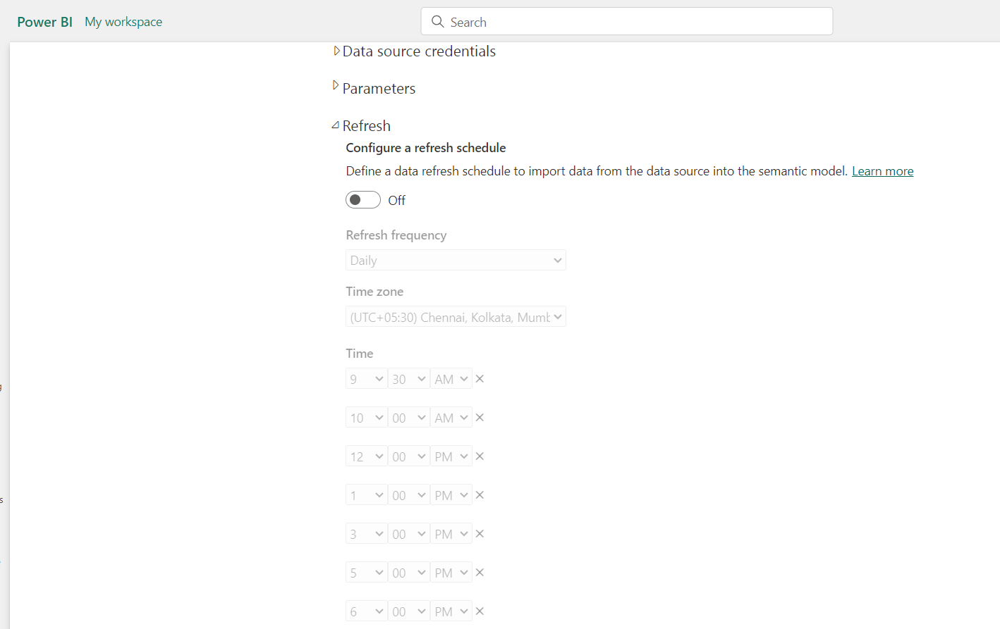 Power BI My workspace
Search
Data source credentials
Parameters
Refresh
Configure a refresh schedule
Define a data refresh schedule to import data from the data source into the semantic model. Learn more
Off
Refresh frequency
Daily
Time zone
(UTC+05:30) Chennai, Kolkata, Mumb
Time
9 30 AM
10 00 AM
12 00 PM
1 00 PM
3 00 PM
5 00 PM
6 00 PM